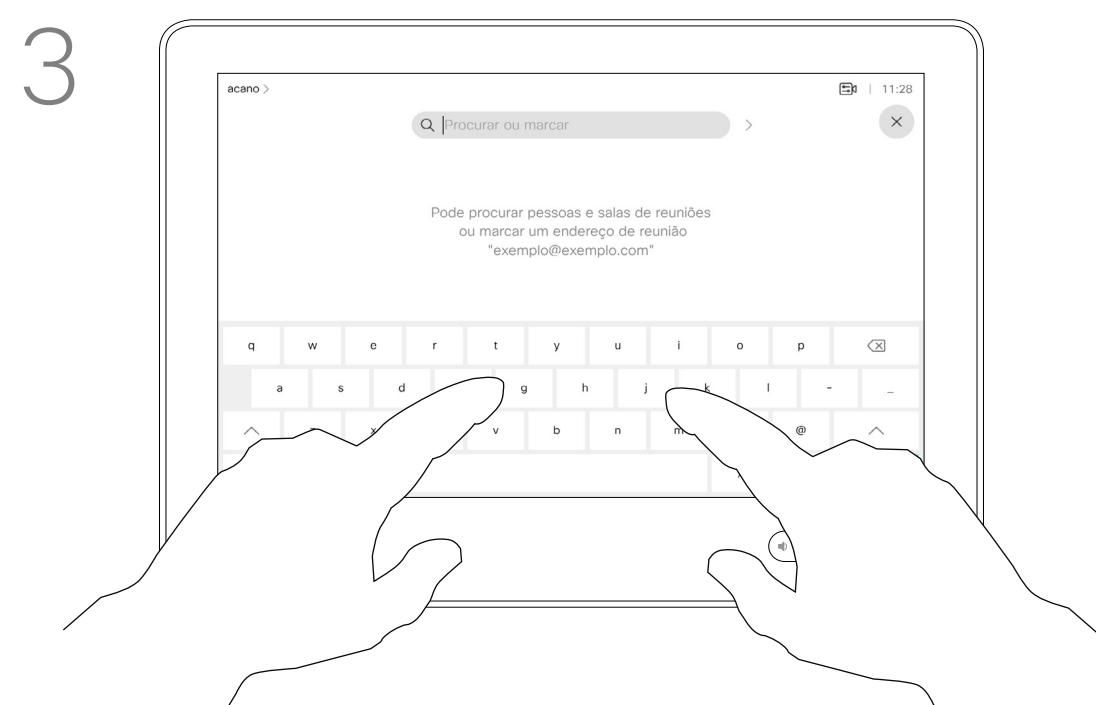 3
acano >
11:28
Procurar ou marcar
Pode procurar pessoas e salas de reuniões
ou marcar um endereço de reunião
"exemplo@exemplo.com"
q w e r t y u i o p
a s d g h j k l - _
x v b n m @